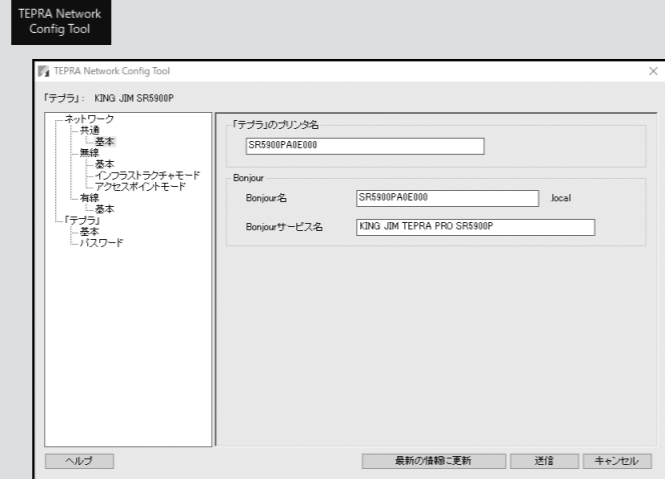 TEPRA Network
Config Tool
TEPRA Network Config Tool
「テプラ」: KING JIM SR5900P
ネットワーク
共通
基本
無線
基本
インフラストラクチャモード
アクセスポイントモード
有線
基本
「テプラ」
基本
パスワード
「テプラ」のプリンタ名
SR5900PA0E000
Bonjour
Bonjour名
SR5900PA0E000
.local
Bonjourサービス名
KING JIM TEPRA PRO SR5900P
ヘルプ
最新の情報に更新
送信
キャンセル